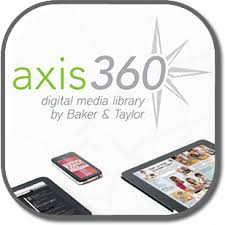 axis360
digital media library
by Baker & Taylor